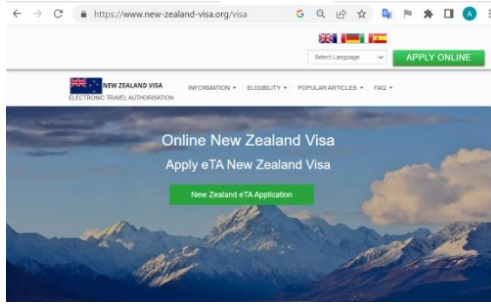 https://www.new-zealand-visa.org/visa
Select Language
APPLY ONLINE
NEW ZEALAND VISA
ELECTRONIC TRAVEL AUTHORISATION
INFORMATION
ELIGIBILITY
POPULAR ARTICLES
FAQ
Online New Zealand Visa
Apply eTA New Zealand Visa
New Zealand eTA Application